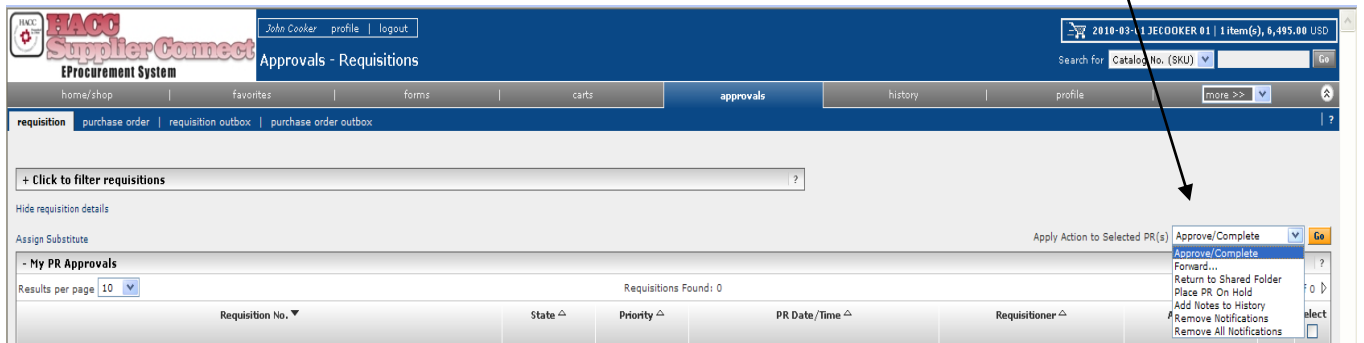 HACC
HACC
Supplier Connect
EProcurement System
John Cooker profile | logout
Approvals - Requisitions
2010-03- 1 JECOOKER 01 | 1 item(s), 6,495.00 USD
Search for Catalog No. (SKU) Go
home/shop | favorites | forms | carts approvals history | profile | more >>
requisition purchase order | requisition outbox | purchase order outbox | ?
+ Click to filter requisitions ?
Hide requisition details
Assign Substitute
Apply Action to Selected PR(s) Approve/Complete Go
Approve/Complete
Forward...
Return to Shared Folder
Place PR On Hold
Add Notes to History
Remove Notifications
Remove All Notifications
- My PR Approvals ?
Results per page 10 Requisitions Found: 0 0
Requisition No. State Priority PR Date/Time Requisitioner elect